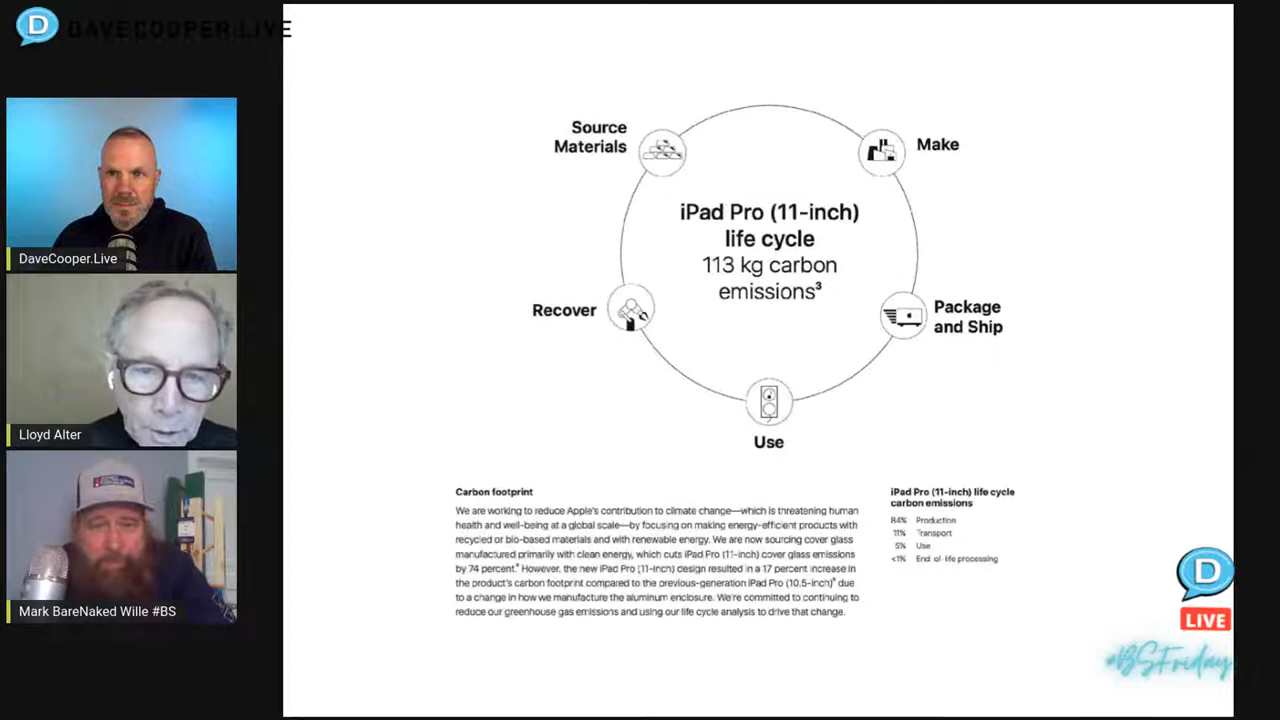 D DAVECOOPER.LIVE
DaveCooper.Live
Lloyd Alter
Mark BareNaked Wille #BS
Source
Materials
Make
iPad Pro (11-inch)
life cycle
113 kg carbon
emissions³
Recover
Package
and Ship
Use
Carbon footprint
We are working to reduce Apple's contribution to climate change—which is threatening human
health and well-being at a global scale—by focusing on making energy-efficient products with
recycled or bio-based materials and with renewable energy. We are now sourcing cover glass
manufactured primarily with clean energy, which cuts iPad Pro (11-inch) cover glass emissions
by 74 percent.⁴ However, the new iPad Pro (11-inch) design resulted in a 17 percent increase in
the product's carbon footprint compared to the previous-generation iPad Pro (10.5-inch)⁵ due
to a change in how we manufacture the aluminum enclosure. We're committed to continuing to
reduce our greenhouse gas emissions and using our life cycle analysis to drive that change.
iPad Pro (11-inch) life cycle
carbon emissions
84% Production
11% Transport
5% Use
<1% End-of-life processing
D
LIVE
#BSFriday